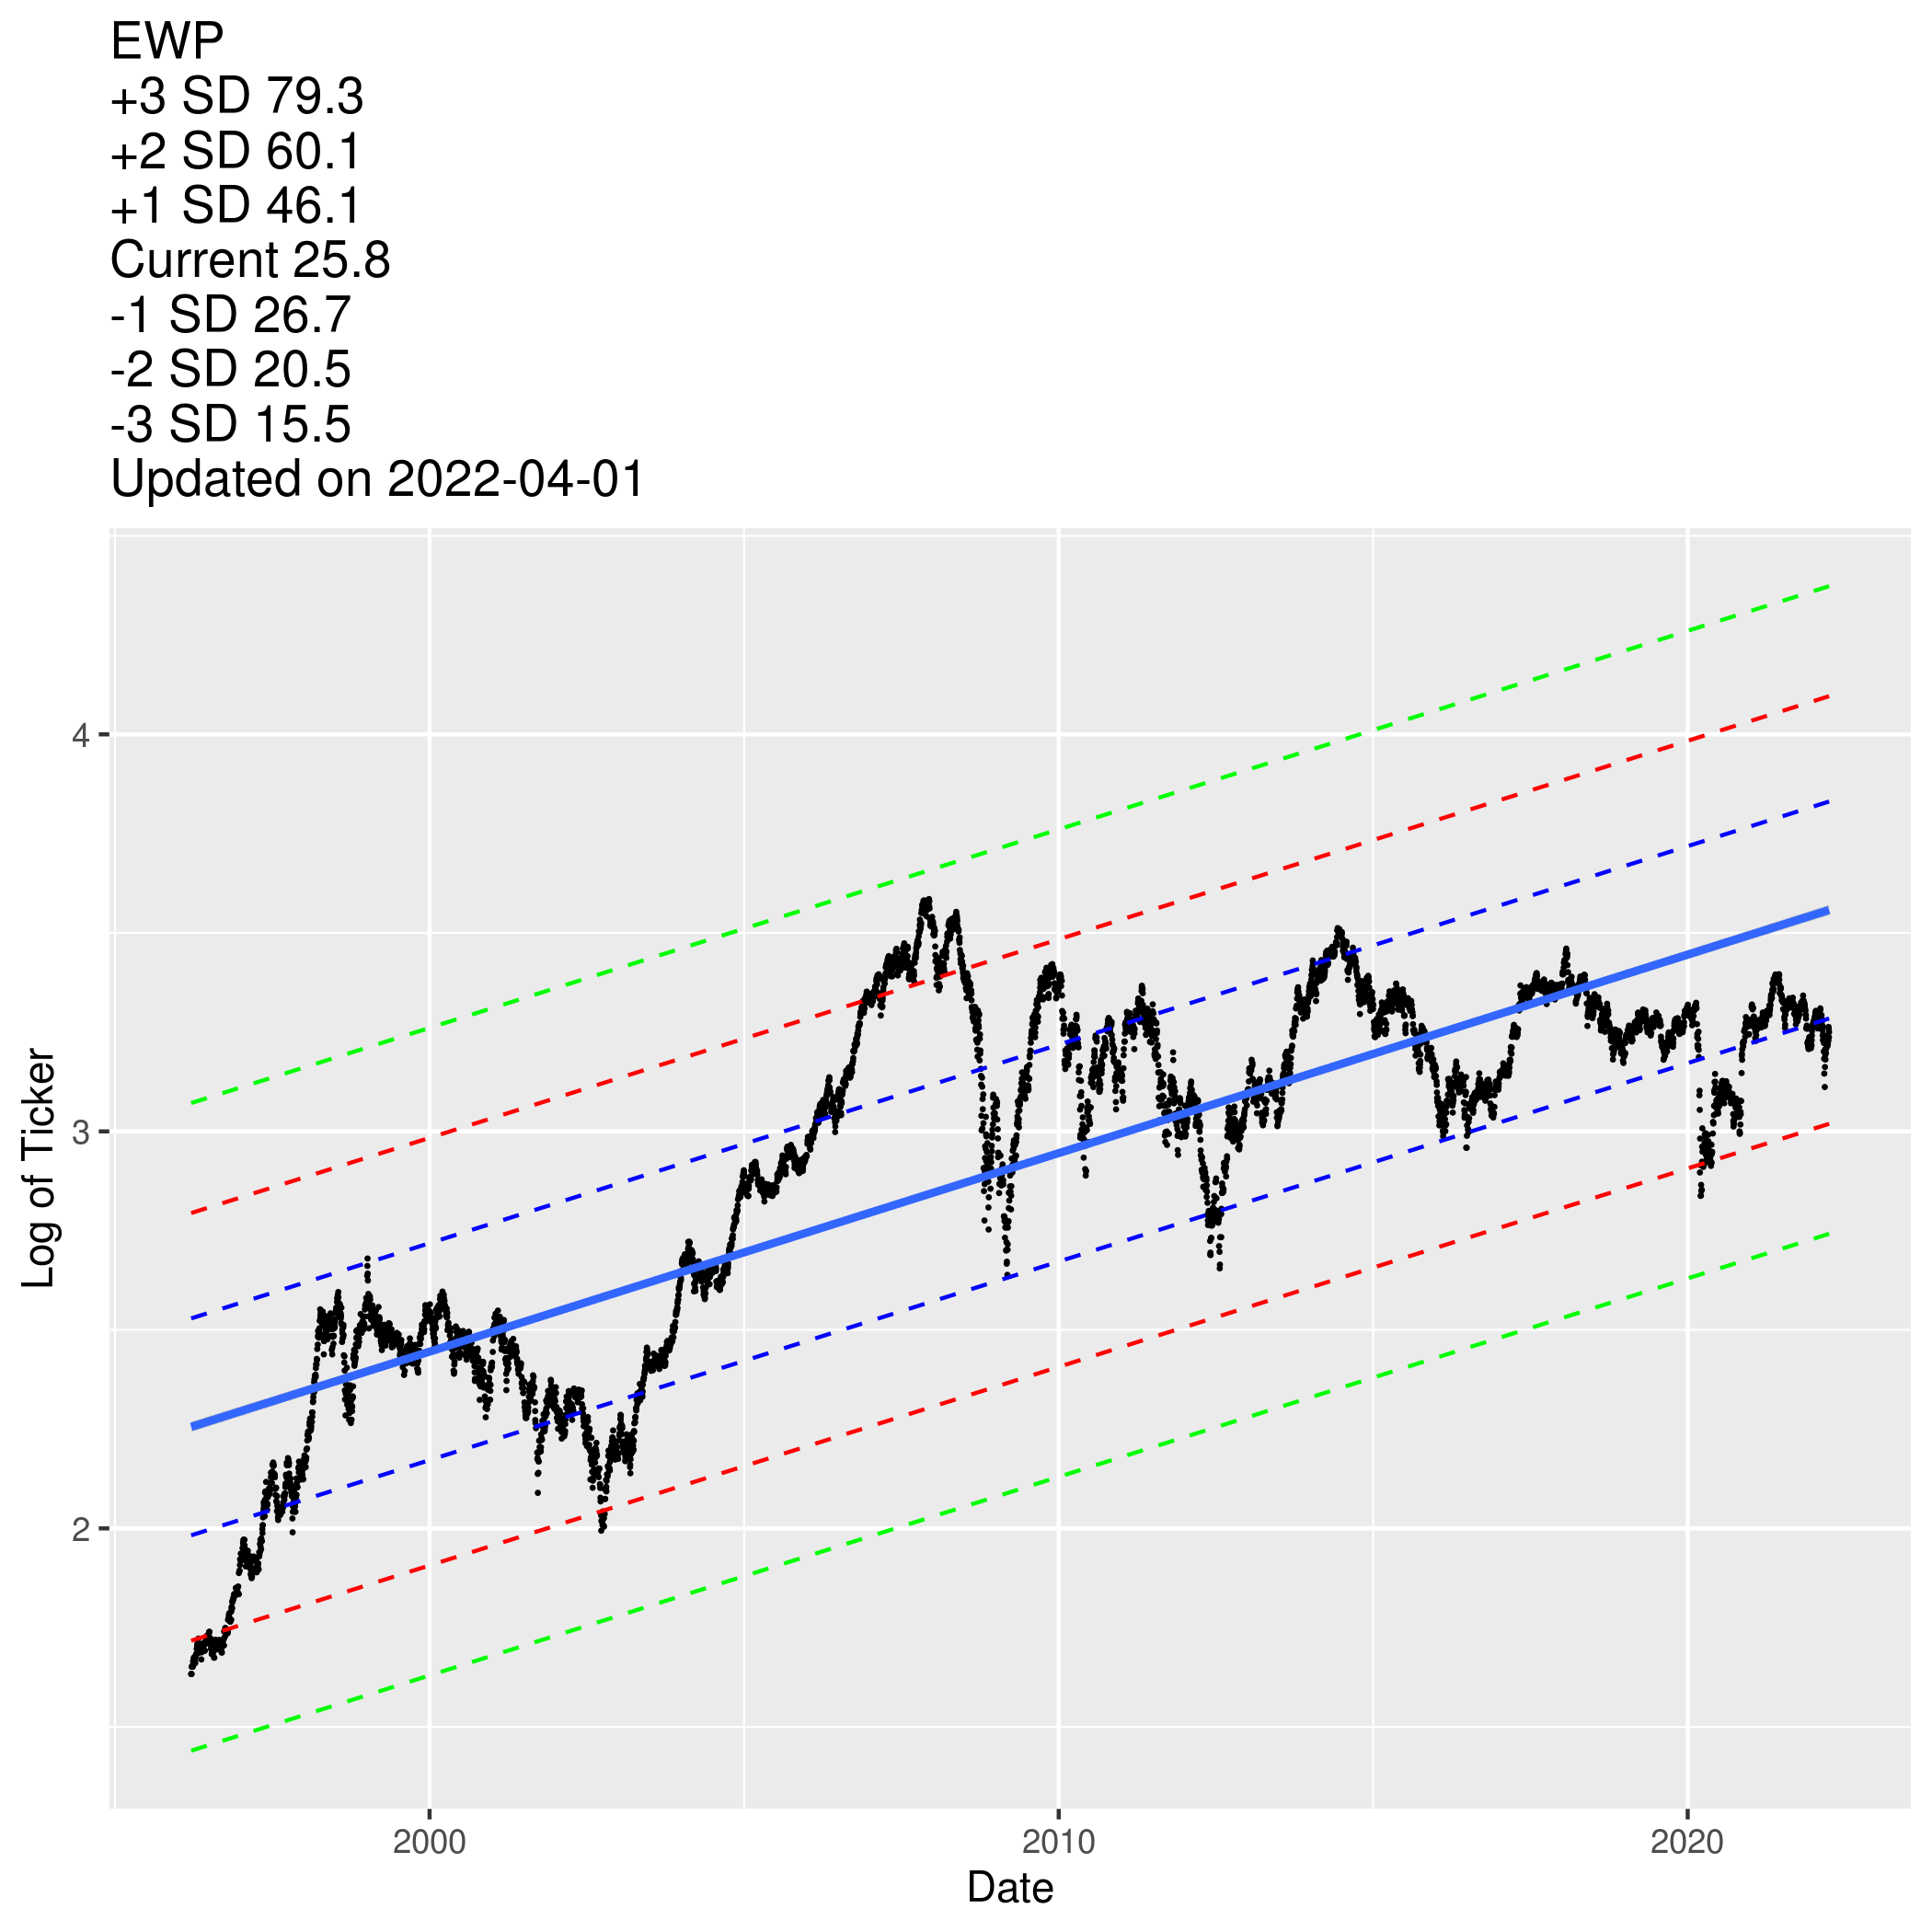 EWP
+3 SD 79.3
+2 SD 60.1
+1 SD 46.1
Current 25.8
-1 SD 26.7
-2 SD 20.5
-3 SD 15.5
Updated on 2022-04-01
4
3
2
Log of Ticker
2000 2010 2020
Date